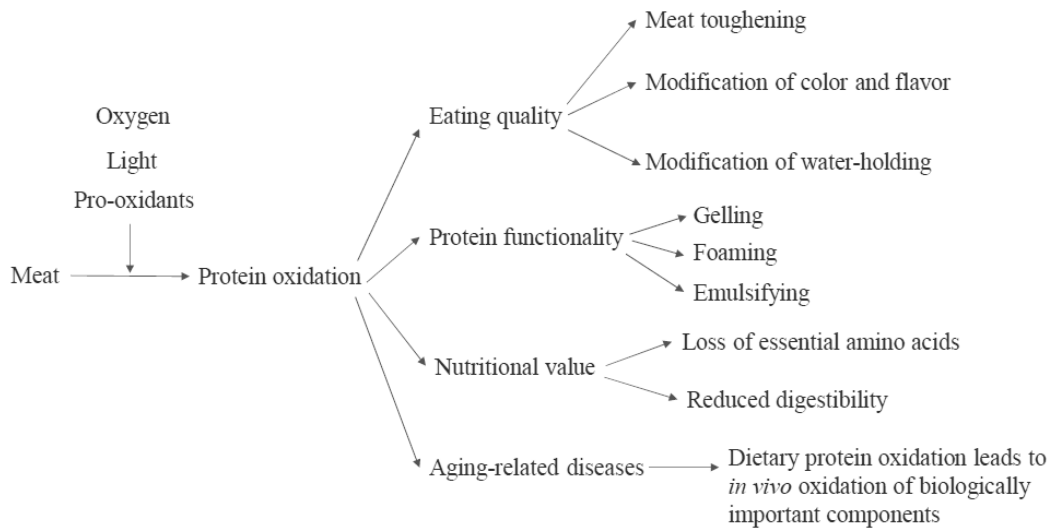 Oxygen
Light
Pro-oxidants
Meat
Protein oxidation
Eating quality
Meat toughening
Modification of color and flavor
Modification of water-holding
Protein functionality
Gelling
Foaming
Emulsifying
Nutritional value
Loss of essential amino acids
Reduced digestibility
Aging-related diseases
Dietary protein oxidation leads to
in vivo oxidation of biologically
important components